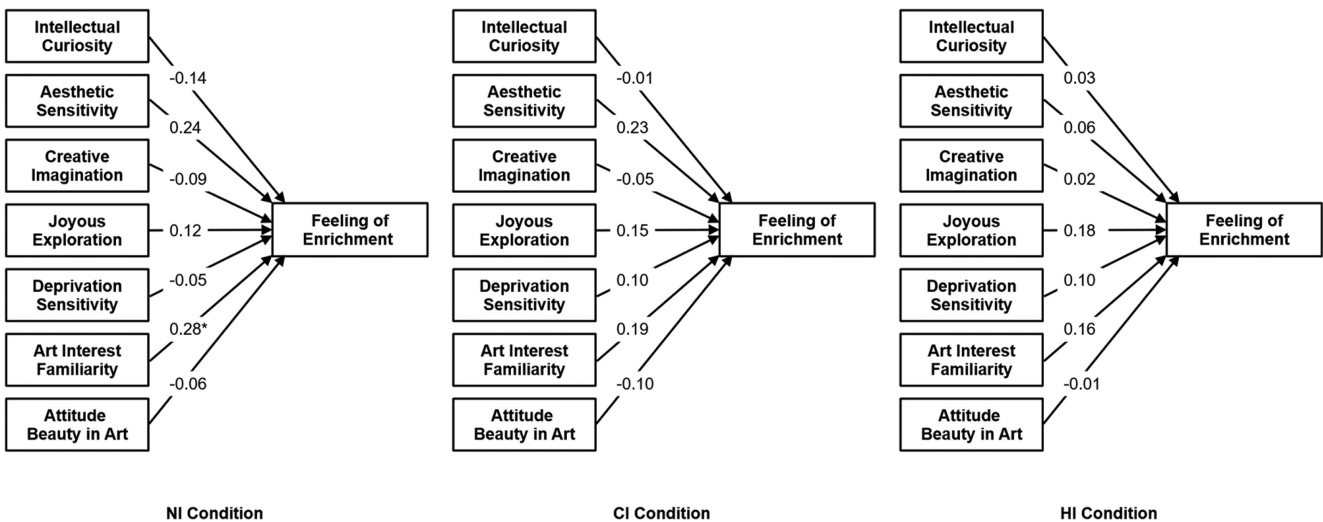 Intellectual
Curiosity
-0.14
Aesthetic
Sensitivity
0.24
Creative
Imagination
-0.09
Joyous
Exploration
0.12
Feeling of
Enrichment
Deprivation
Sensitivity
-0.05
Art Interest
Familiarity
0.28*
Attitude
Beauty in Art
-0.06
NI Condition
Intellectual
Curiosity
-0.01
Aesthetic
Sensitivity
0.23
Creative
Imagination
-0.05
Joyous
Exploration
0.15
Feeling of
Enrichment
Deprivation
Sensitivity
0.10
Art Interest
Familiarity
0.19
Attitude
Beauty in Art
-0.10
CI Condition
Intellectual
Curiosity
0.03
Aesthetic
Sensitivity
0.06
Creative
Imagination
0.02
Joyous
Exploration
0.18
Feeling of
Enrichment
Deprivation
Sensitivity
0.10
Art Interest
Familiarity
0.16
Attitude
Beauty in Art
-0.01
HI Condition